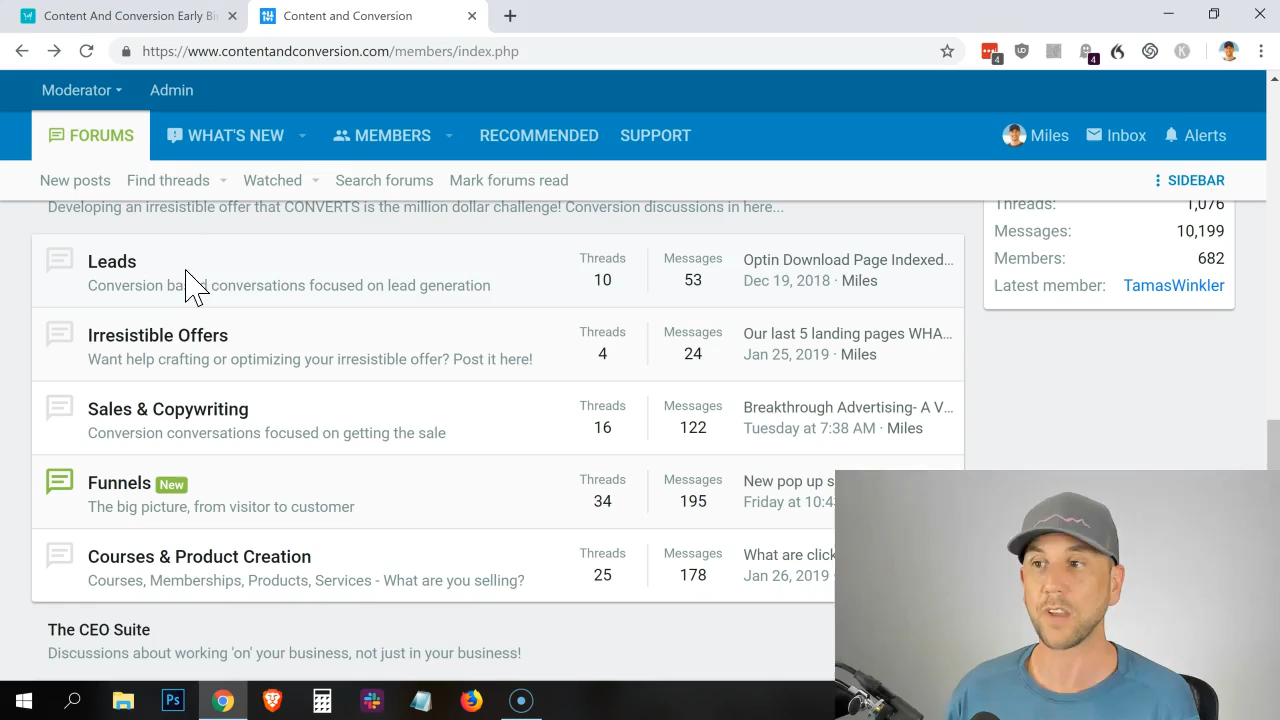 Content And Conversion Early Bi
Content and Conversion
https://www.contentandconversion.com/members/index.php
4
4
K
Moderator
Admin
FORUMS
WHAT'S NEW
MEMBERS
RECOMMENDED
SUPPORT
Miles
Inbox
Alerts
New posts
Find threads
Watched
Search forums
Mark forums read
SIDEBAR
Developing an irresistible offer that CONVERTS is the million dollar challenge! Conversion discussions in here...
Threads: 1,076
Messages: 10,199
Members: 682
Latest member: TamasWinkler
Leads
Conversion based conversations focused on lead generation
Threads
10
Messages
53
Optin Download Page Indexed...
Dec 19, 2018 · Miles
Irresistible Offers
Want help crafting or optimizing your irresistible offer? Post it here!
Threads
4
Messages
24
Our last 5 landing pages WHA...
Jan 25, 2019 · Miles
Sales & Copywriting
Conversion conversations focused on getting the sale
Threads
16
Messages
122
Breakthrough Advertising- A V...
Tuesday at 7:38 AM · Miles
Funnels New
The big picture, from visitor to customer
Threads
34
Messages
195
New pop up s
Friday at 10:4
Courses & Product Creation
Courses, Memberships, Products, Services - What are you selling?
Threads
25
Messages
178
What are click
Jan 26, 2019 ·
The CEO Suite
Discussions about working 'on' your business, not just in your business!
Ps